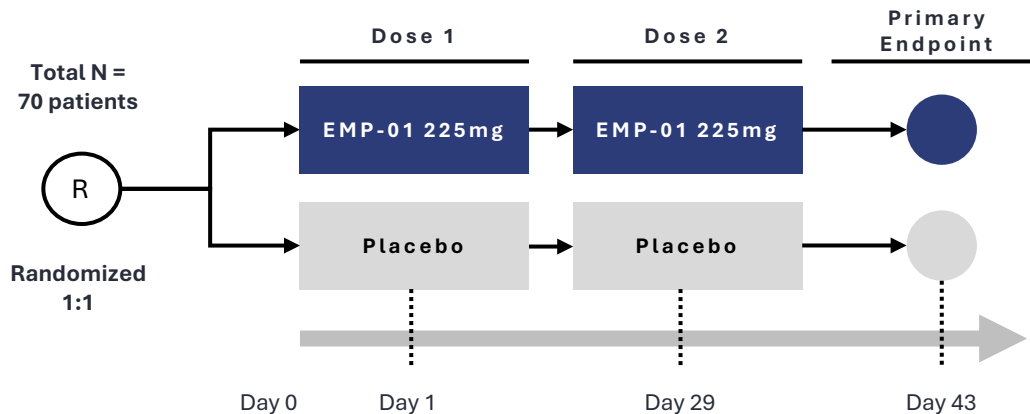 Dose 1
Dose 2
Primary
Endpoint
Total N =
70 patients
EMP-01 225mg
EMP-01 225mg
R
Placebo
Placebo
Randomized
1:1
Day 0
Day 1
Day 29
Day 43